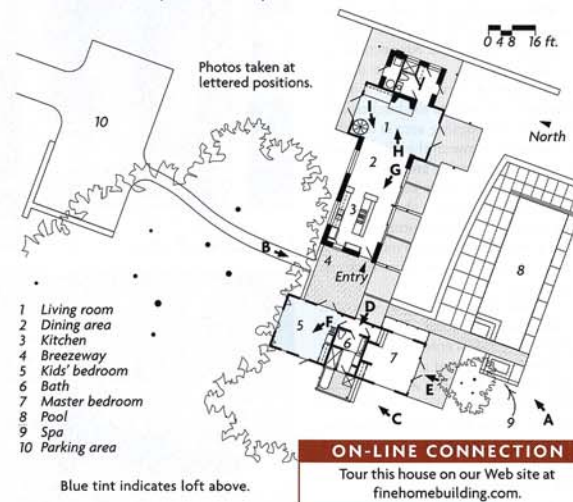 Photos taken at
lettered positions.
0 4 8 16 ft.
North
10
I
1
H
2
G
3
B
4
Entry
8
D
5
F
6
7
E
C
9
A
1 Living room
2 Dining area
3 Kitchen
4 Breezeway
5 Kids' bedroom
6 Bath
7 Master bedroom
8 Pool
9 Spa
10 Parking area
Blue tint indicates loft above.
ON-LINE CONNECTION
Tour this house on our Web site at
finehomebuilding.com.